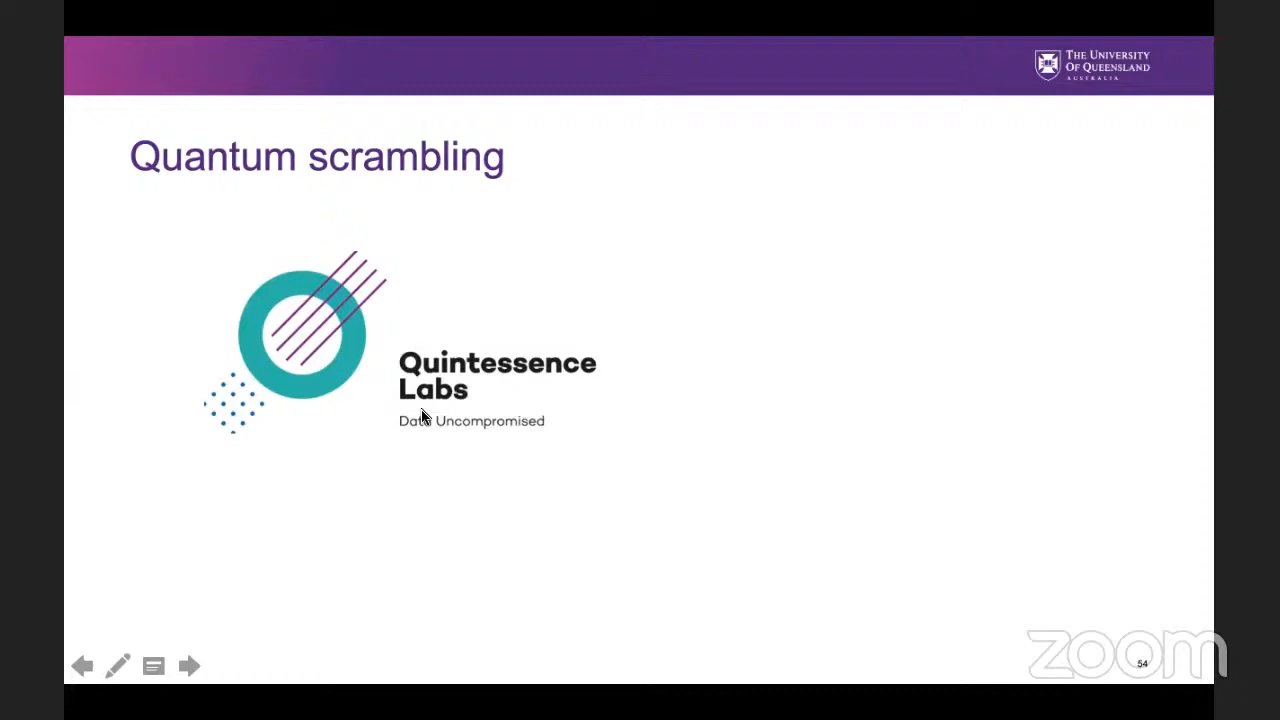 THE UNIVERSITY
OF QUEENSLAND
AUSTRALIA
Quantum scrambling
Quintessence
Labs
Data Uncompromised
zoom
54